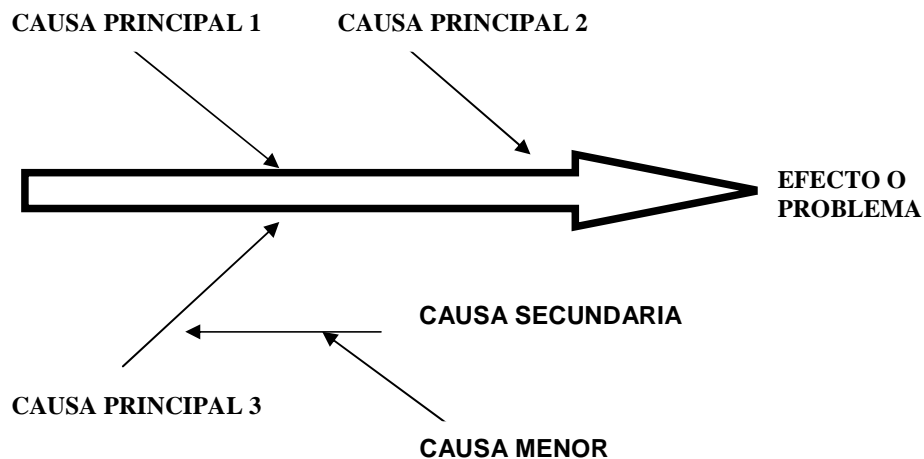 CAUSA PRINCIPAL 1
CAUSA PRINCIPAL 2
EFECTO O
PROBLEMA
CAUSA SECUNDARIA
CAUSA PRINCIPAL 3
CAUSA MENOR